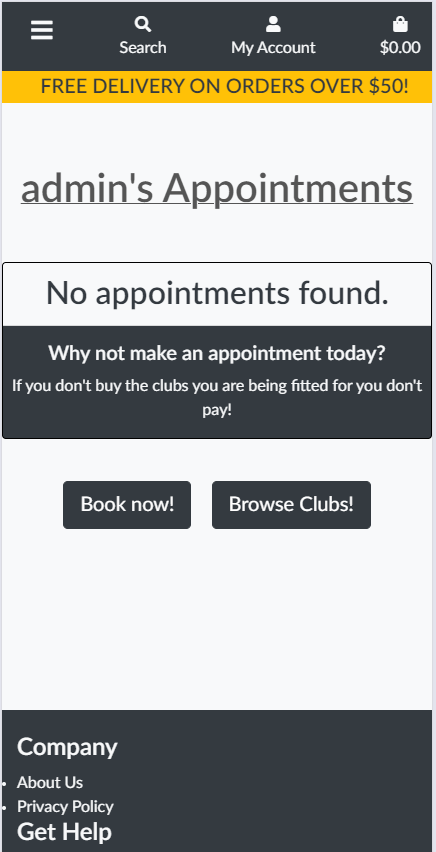 Search
My Account
$0.00
FREE DELIVERY ON ORDERS OVER $50!
admin's Appointments
No appointments found.
Why not make an appointment today?
If you don't buy the clubs you are being fitted for you don't
pay!
Book now!
Browse Clubs!
Company
About Us
Privacy Policy
Get Help